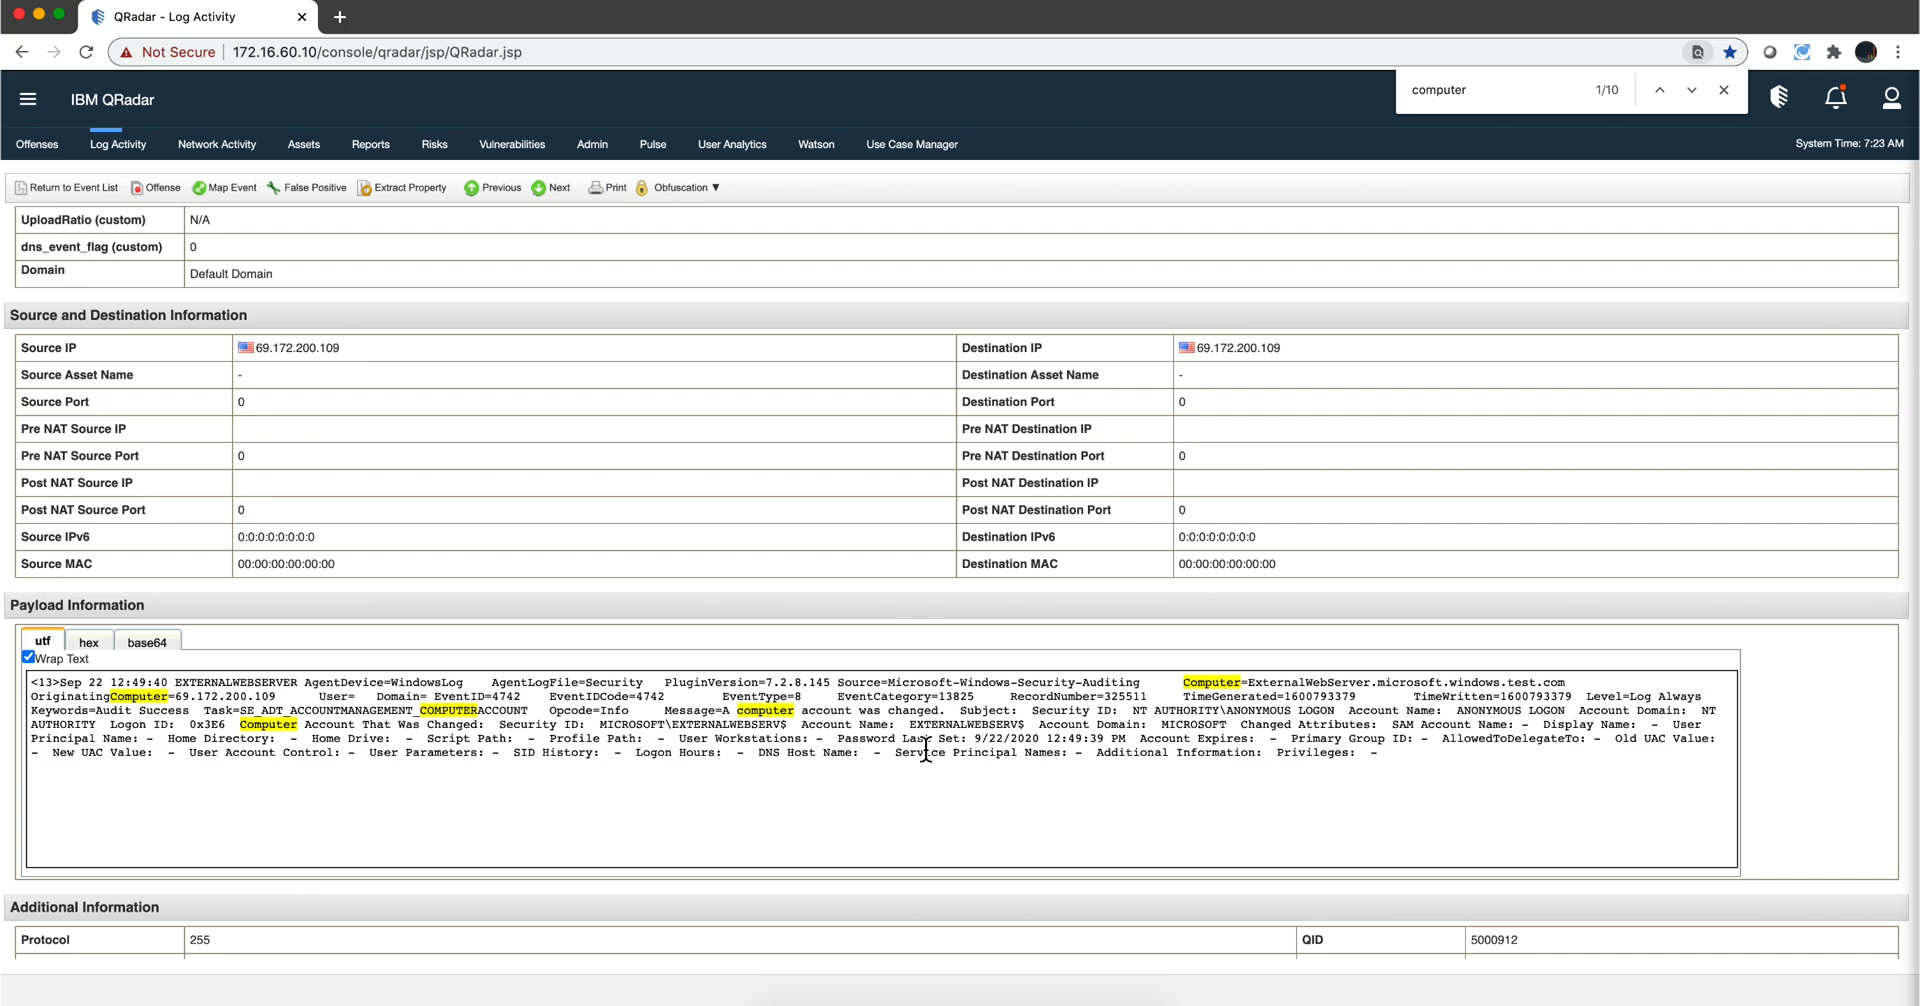 QRadar - Log Activity
Not Secure 172.16.60.10/console/qradar/jsp/QRadar.jsp
computer 1/10
IBM QRadar
Offenses Log Activity Network Activity Assets Reports Risks Vulnerabilities Admin Pulse User Analytics Watson Use Case Manager System Time: 7:23 AM
Return to Event List Offense Map Event False Positive Extract Property Previous Next Print Obfuscation ▼
UploadRatio (custom) N/A
dns_event_flag (custom) 0
Domain Default Domain
Source and Destination Information
Source IP 69.172.200.109 Destination IP 69.172.200.109
Source Asset Name - Destination Asset Name -
Source Port 0 Destination Port 0
Pre NAT Source IP Pre NAT Destination IP
Pre NAT Source Port 0 Pre NAT Destination Port 0
Post NAT Source IP Post NAT Destination IP
Post NAT Source Port 0 Post NAT Destination Port 0
Source IPv6 0:0:0:0:0:0:0:0 Destination IPv6 0:0:0:0:0:0:0:0
Source MAC 00:00:00:00:00:00 Destination MAC 00:00:00:00:00:00
Payload Information
utf hex base64
Wrap Text
<13>Sep 22 12:49:40 EXTERNALWEBSERVER AgentDevice=WindowsLog AgentLogFile=Security PluginVersion=7.2.8.145 Source=Microsoft-Windows-Security-Auditing Computer=ExternalWebServer.microsoft.windows.test.com
OriginatingComputer=69.172.200.109 User= Domain= EventID=4742 EventIDCode=4742 EventType=8 EventCategory=13825 RecordNumber=325511 TimeGenerated=1600793379 TimeWritten=1600793379 Level=Log Always
Keywords=Audit Success Task=SE_ADT_ACCOUNTMANAGEMENT_COMPUTERACCOUNT Opcode=Info Message=A computer account was changed. Subject: Security ID: NT AUTHORITY\ANONYMOUS LOGON Account Name: ANONYMOUS LOGON Account Domain: NT
AUTHORITY Logon ID: 0x3E6 Computer Account That Was Changed: Security ID: MICROSOFT\EXTERNALWEBSERV$ Account Name: EXTERNALWEBSERV$ Account Domain: MICROSOFT Changed Attributes: SAM Account Name: - Display Name: - User
Principal Name: - Home Directory: - Home Drive: - Script Path: - Profile Path: - User Workstations: - Password Last Set: 9/22/2020 12:49:39 PM Account Expires: - Primary Group ID: - AllowedToDelegateTo: - Old UAC Value:
- New UAC Value: - User Account Control: - User Parameters: - SID History: - Logon Hours: - DNS Host Name: - Service Principal Names: - Additional Information: Privileges: -
Additional Information
Protocol 255 QID 5000912